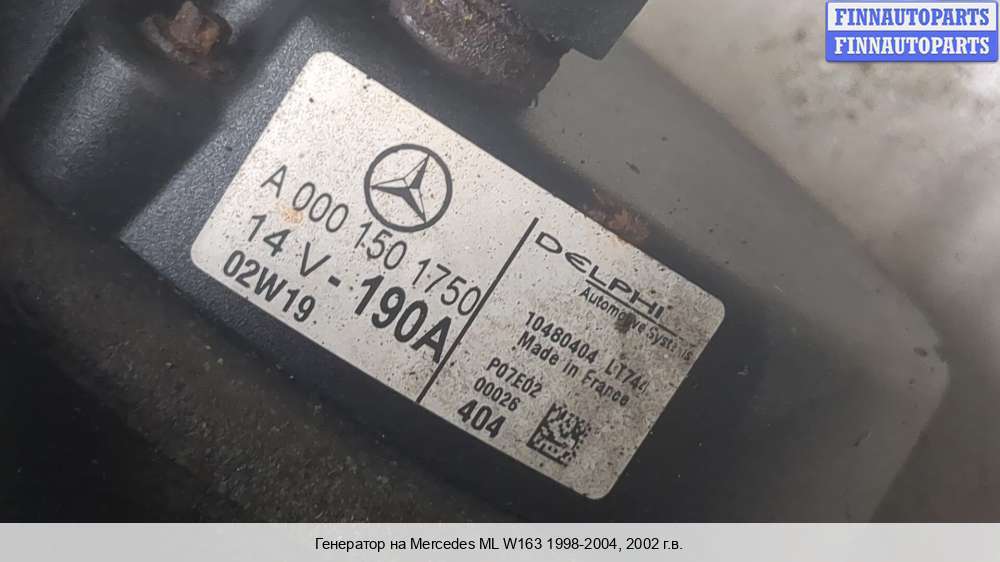 FINNAUTOPARTS
FINNAUTOPARTS
A 000 150 1750
14 V - 190A
02W19
DELPHI
Automotive Systems
10480404 LT744
Made in France
P07E02
00026
404
Генератор на Mercedes ML W163 1998-2004, 2002 г.в.